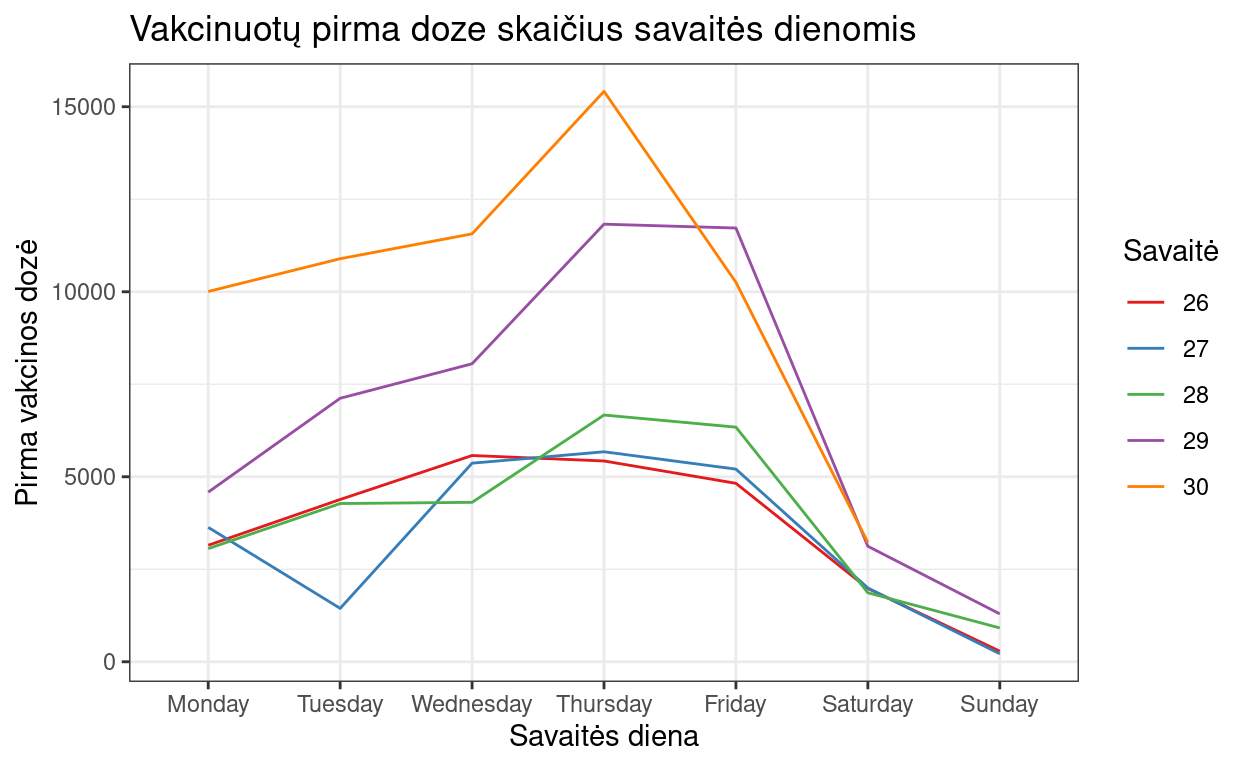 Vakcinuotų pirma doze skaičius savaitės dienomis
Pirma vakcinos dozė
15000
10000
5000
0
Monday Tuesday Wednesday Thursday Friday Saturday Sunday
Savaitės diena
Savaitė
26
27
28
29
30